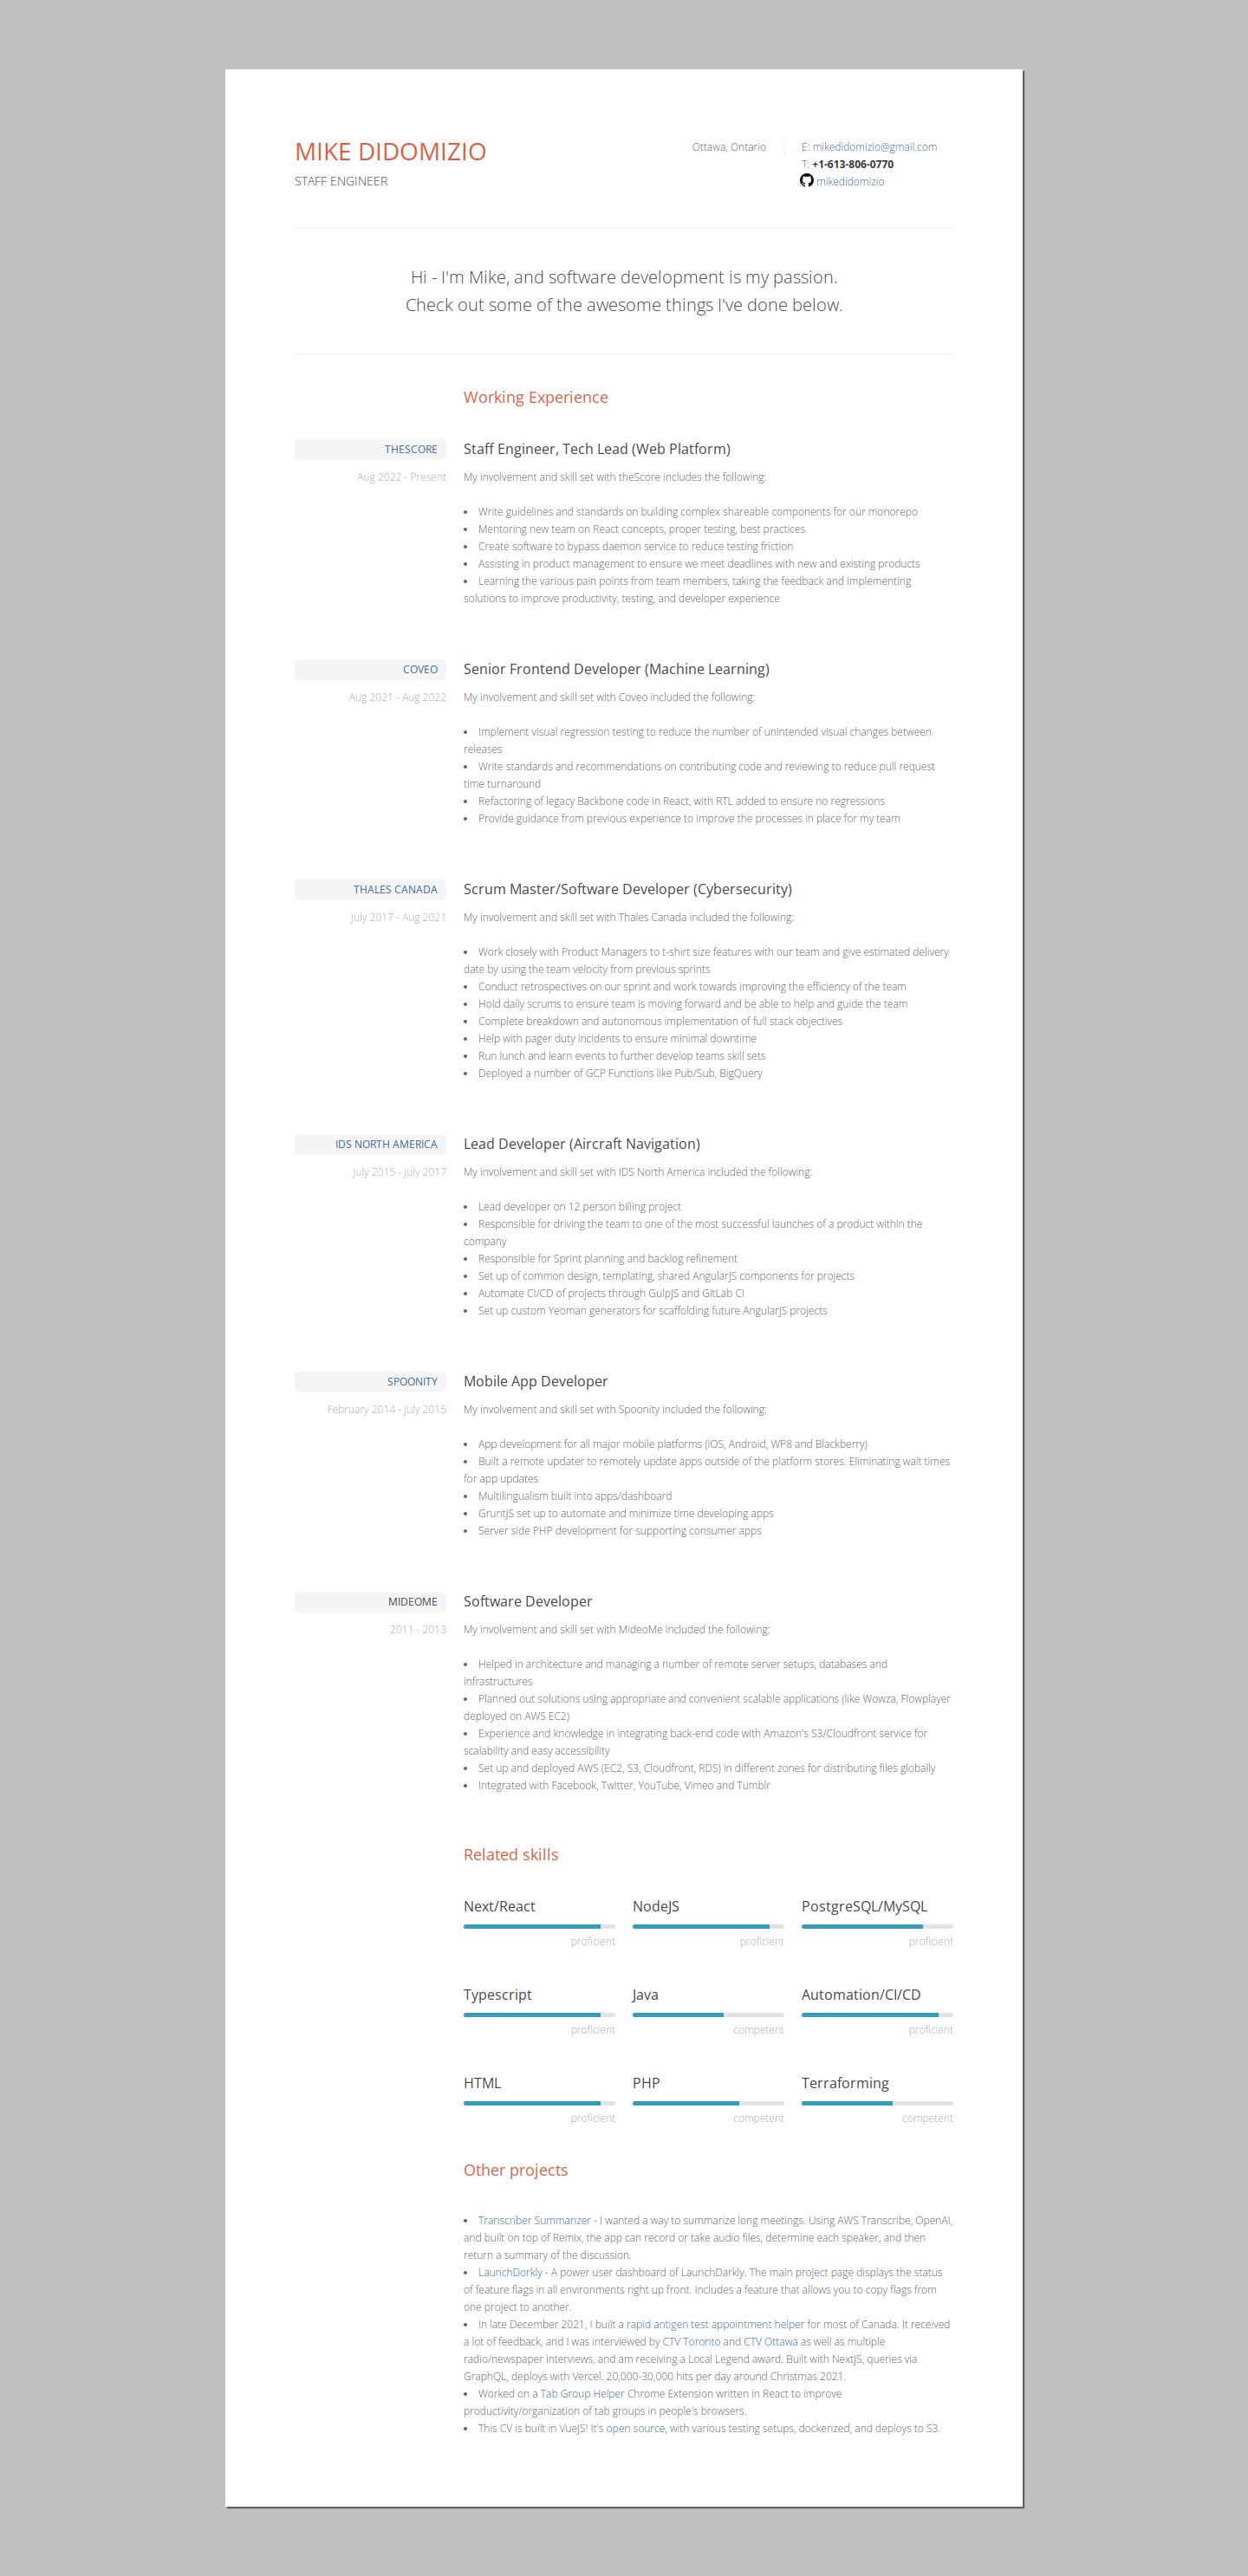 MIKE DIDOMIZIO
STAFF ENGINEER
Ottawa, Ontario
E: mikedidomizio@gmail.com
T: +1-613-806-0770
mikedidomizio
Hi - I'm Mike, and software development is my passion.
Check out some of the awesome things I've done below.
Working Experience
THESCORE
Aug 2022 - Present
Staff Engineer, Tech Lead (Web Platform)
My involvement and skill set with theScore includes the following:
• Write guidelines and standards on building complex shareable components for our monorepo
• Mentoring new team on React concepts, proper testing, best practices
• Create software to bypass daemon service to reduce testing friction
• Assisting in product management to ensure we meet deadlines with new and existing products
• Learning the various pain points from team members, taking the feedback and implementing
solutions to improve productivity, testing, and developer experience
COVEO
Aug 2021 - Aug 2022
Senior Frontend Developer (Machine Learning)
My involvement and skill set with Coveo included the following:
• Implement visual regression testing to reduce the number of unintended visual changes between
releases
• Write standards and recommendations on contributing code and reviewing to reduce pull request
time turnaround
• Refactoring of legacy Backbone code in React, with RTL added to ensure no regressions
• Provide guidance from previous experience to improve the processes in place for my team
THALES CANADA
July 2017 - Aug 2021
Scrum Master/Software Developer (Cybersecurity)
My involvement and skill set with Thales Canada included the following:
• Work closely with Product Managers to t-shirt size features with our team and give estimated delivery
date by using the team velocity from previous sprints
• Conduct retrospectives on our sprint and work towards improving the efficiency of the team
• Hold daily scrums to ensure team is moving forward and be able to help and guide the team
• Complete breakdown and autonomous implementation of full stack objectives
• Help with pager duty incidents to ensure minimal downtime
• Run lunch and learn events to further develop teams skill sets
• Deployed a number of GCP Functions like Pub/Sub, BigQuery
IDS NORTH AMERICA
July 2015 - July 2017
Lead Developer (Aircraft Navigation)
My involvement and skill set with IDS North America included the following:
• Lead developer on 12 person billing project
• Responsible for driving the team to one of the most successful launches of a product within the
company
• Responsible for Sprint planning and backlog refinement
• Set up of common design, templating, shared AngularJS components for projects
• Automate CI/CD of projects through GulpJS and GitLab CI
• Set up custom Yeoman generators for scaffolding future AngularJS projects
SPOONITY
February 2014 - July 2015
Mobile App Developer
My involvement and skill set with Spoonity included the following:
• App development for all major mobile platforms (iOS, Android, WP8 and Blackberry)
• Built a remote updater to remotely update apps outside of the platform stores. Eliminating wait times
for app updates
• Multilingualism built into apps/dashboard
• GruntJS set up to automate and minimize time developing apps
• Server side PHP development for supporting consumer apps
MIDEOME
2011 - 2013
Software Developer
My involvement and skill set with MideoMe included the following:
• Helped in architecture and managing a number of remote server setups, databases and
infrastructures
• Planned out solutions using appropriate and convenient scalable applications (like Wowza, Flowplayer
deployed on AWS EC2)
• Experience and knowledge in integrating back-end code with Amazon's S3/Cloudfront service for
scalability and easy accessibility
• Set up and deployed AWS (EC2, S3, Cloudfront, RDS) in different zones for distributing files globally
• Integrated with Facebook, Twitter, YouTube, Vimeo and Tumblr
Related skills
Next/React
proficient
NodeJS
proficient
PostgreSQL/MySQL
proficient
Typescript
proficient
Java
competent
Automation/CI/CD
proficient
HTML
proficient
PHP
competent
Terraforming
competent
Other projects
• Transcriber Summarizer - I wanted a way to summarize long meetings. Using AWS Transcribe, OpenAI,
and built on top of Remix, the app can record or take audio files, determine each speaker, and then
return a summary of the discussion.
• LaunchDorkly - A power user dashboard of LaunchDarkly. The main project page displays the status
of feature flags in all environments right up front. Includes a feature that allows you to copy flags from
one project to another.
• In late December 2021, I built a rapid antigen test appointment helper for most of Canada. It received
a lot of feedback, and I was interviewed by CTV Toronto and CTV Ottawa as well as multiple
radio/newspaper interviews, and am receiving a Local Legend award. Built with NextJS, queries via
GraphQL, deploys with Vercel. 20,000-30,000 hits per day around Christmas 2021.
• Worked on a Tab Group Helper Chrome Extension written in React to improve
productivity/organization of tab groups in people's browsers.
• This CV is built in VueJS! It's open source, with various testing setups, dockerized, and deploys to S3.